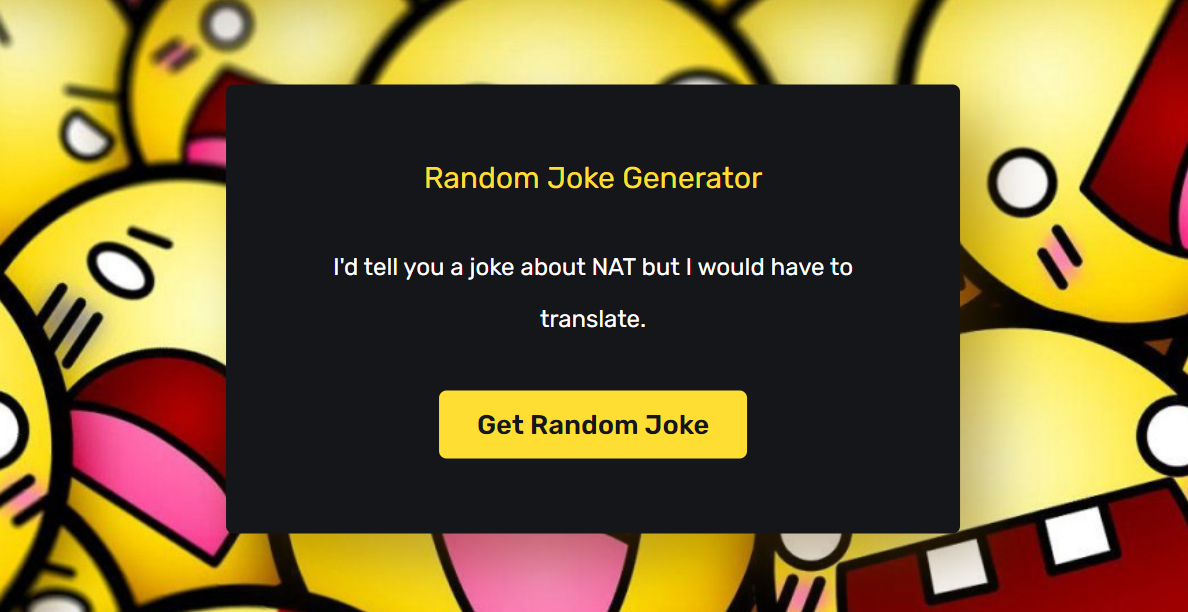 Random Joke Generator
I'd tell you a joke about NAT but I would have to
translate.
Get Random Joke